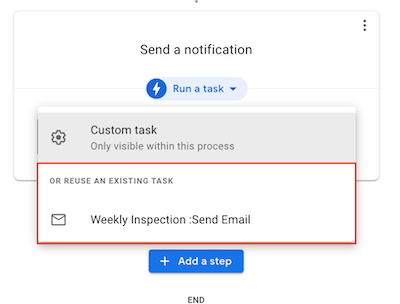 Send a notification
Run a task
Custom task
Only visible within this process
OR REUSE AN EXISTING TASK
Weekly Inspection :Send Email
+ Add a step
END